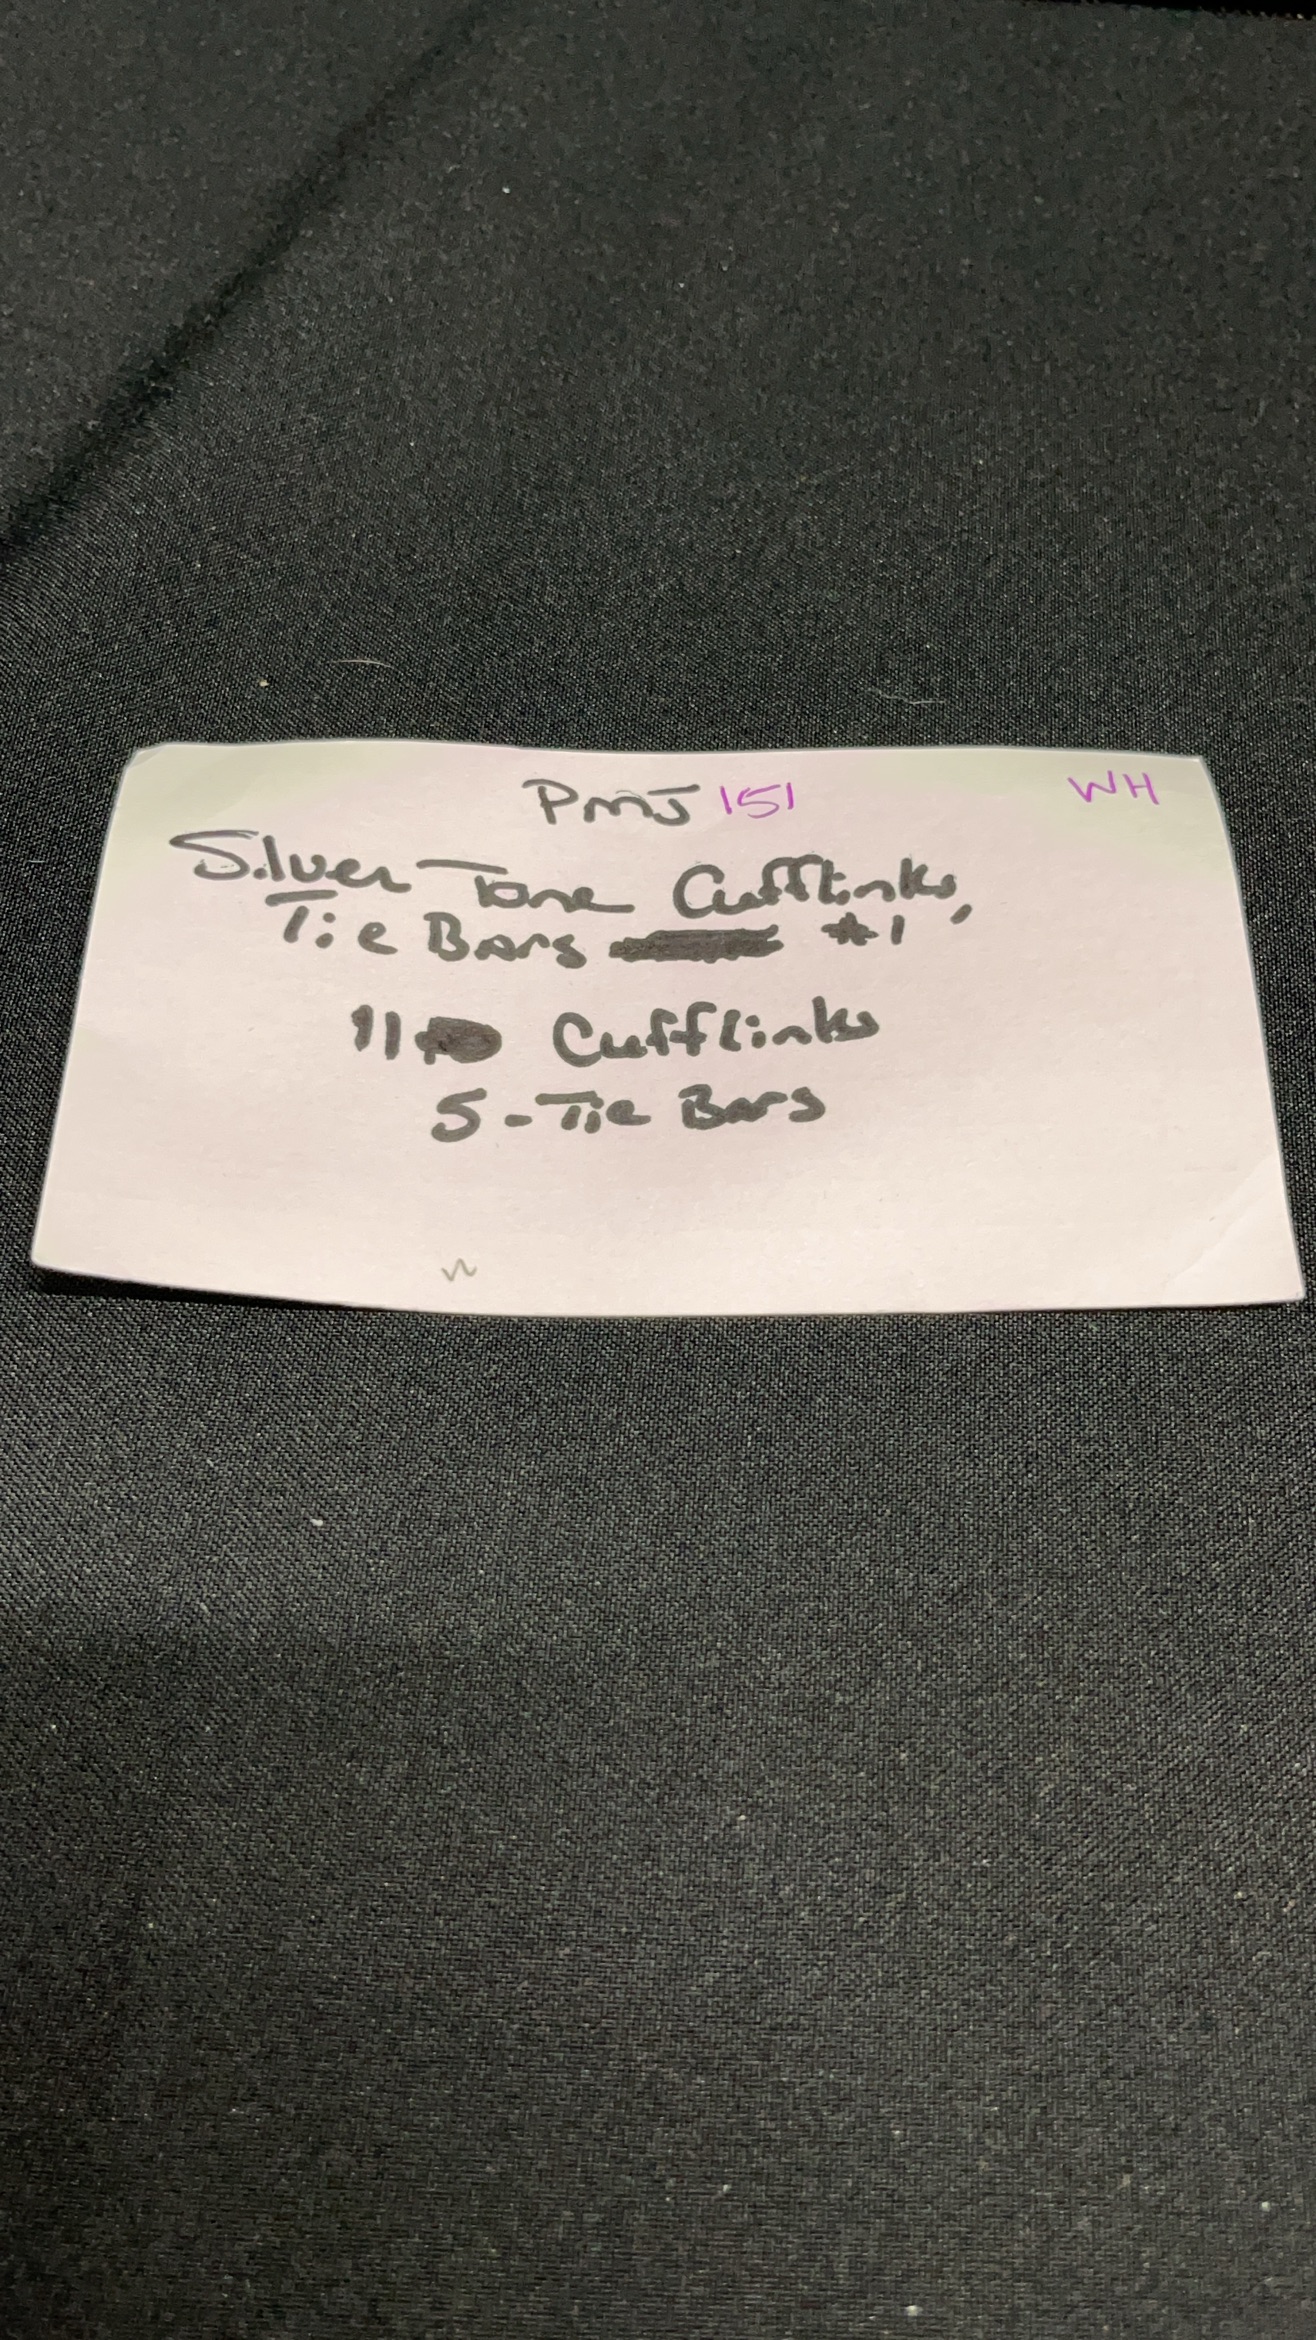 PMJ 151 WH
Silver Tone Cufflinks,
Tie Bars #1
11 Cufflinks
5 - Tie Bars